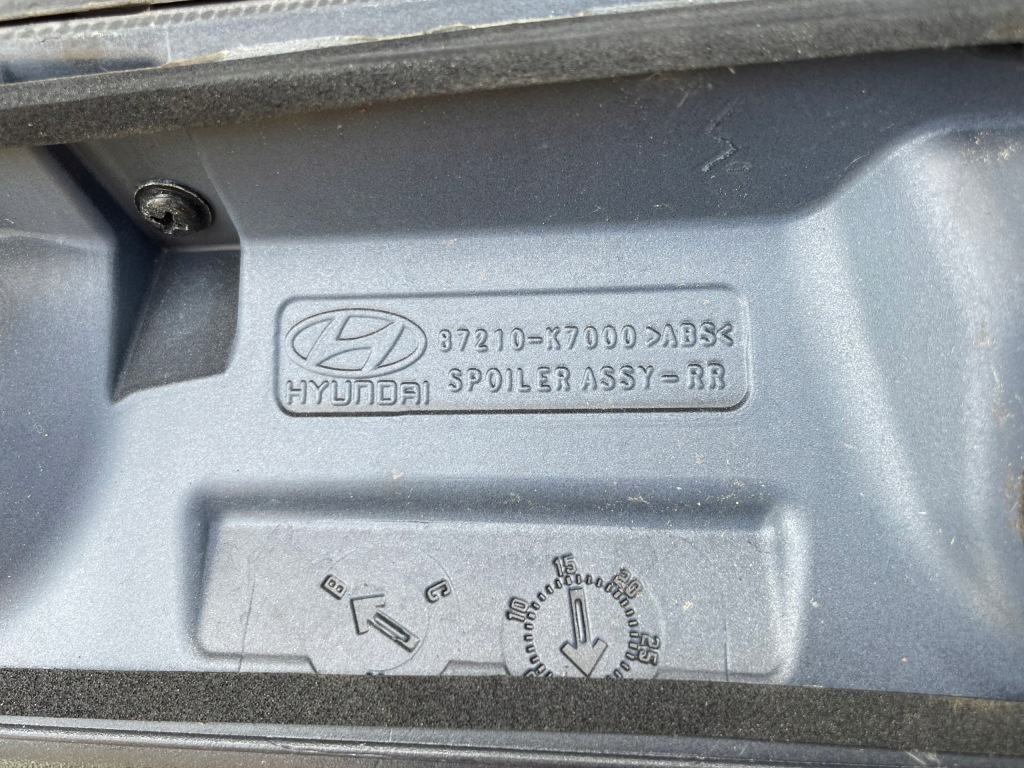 87210-K7000 >ABS<
HYUNDAI
SPOILER ASSY-RR
B
C
10
15
20
25